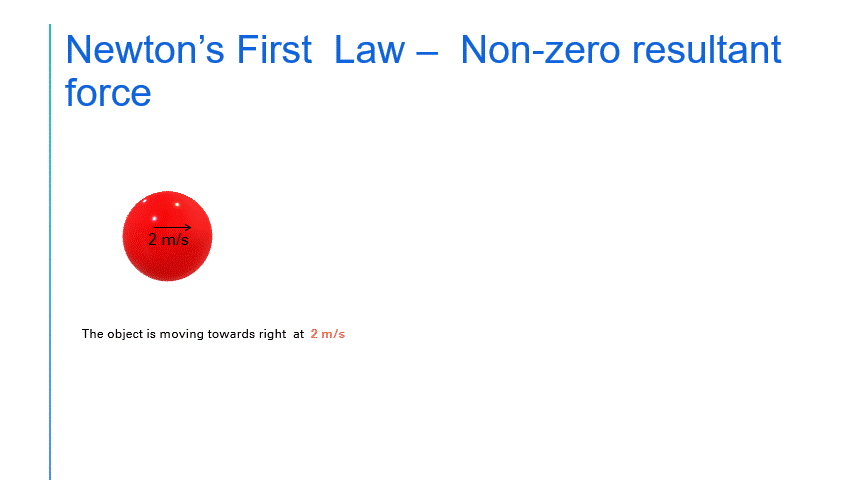 Newton’s First  Law –  Non-zero resultant
force
2 m/s
The object is moving towards right  at  2 m/s